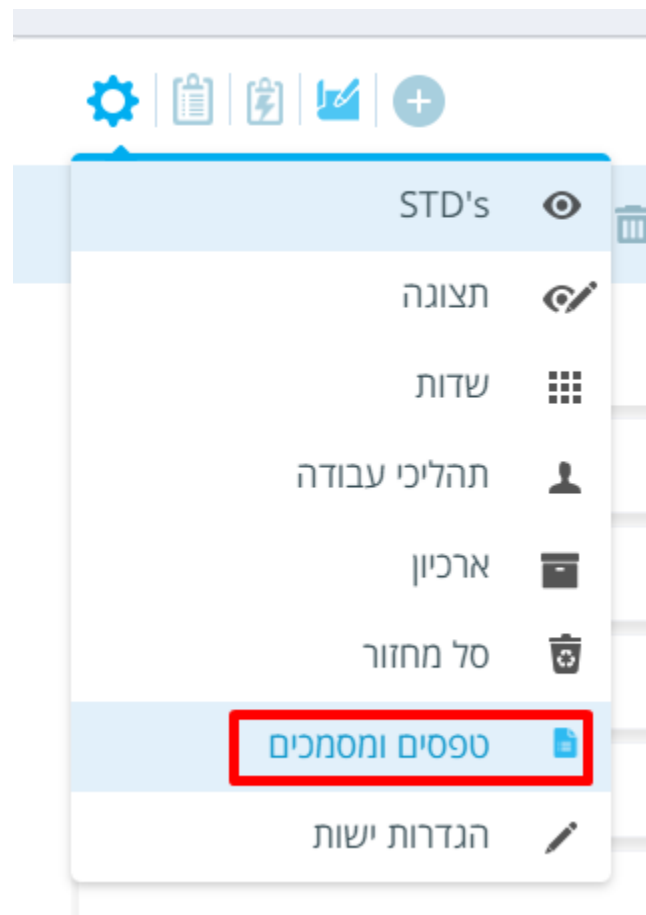 STD's
תצוגה
שדות
תהליכי עבודה
ארכיון
סל מחזור
טפסים ומסמכים
הגדרות ישות